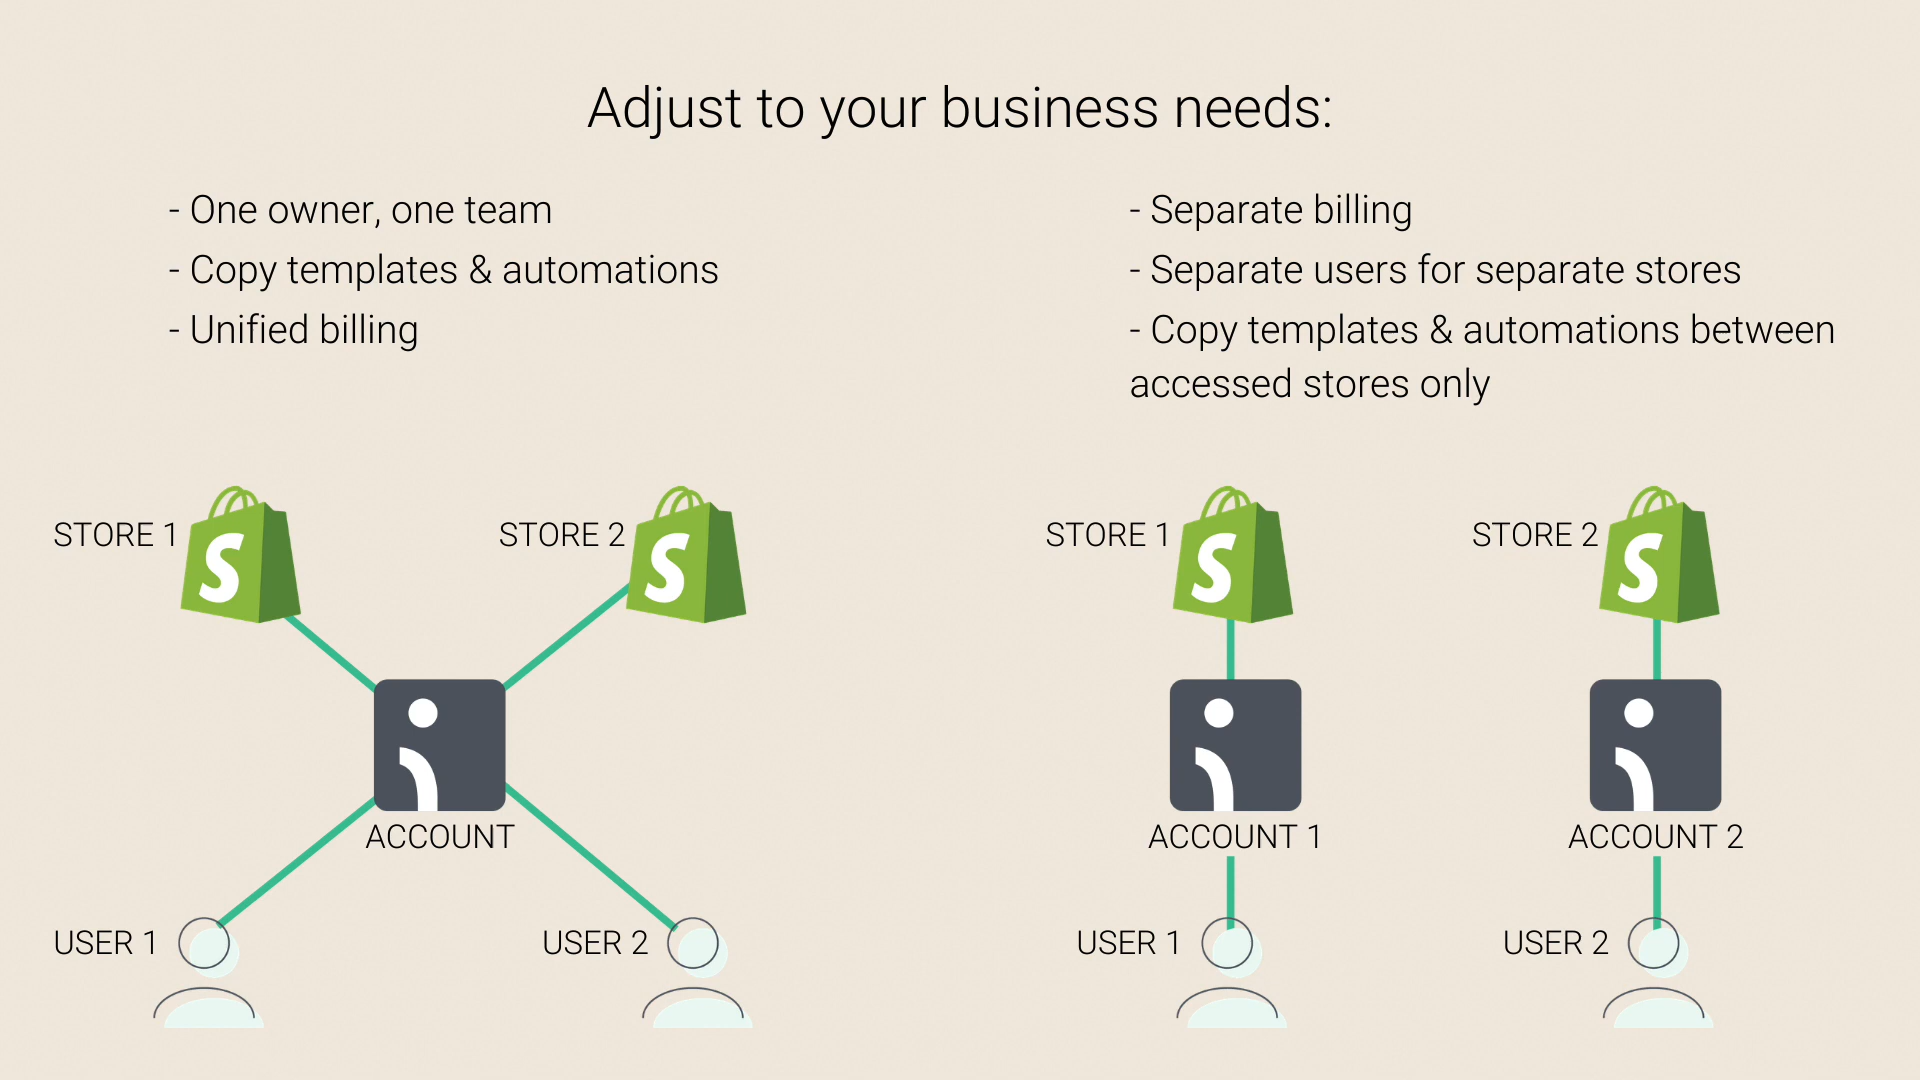 Adjust to your business needs:
- One owner, one team
- Copy templates & automations
- Unified billing
- Separate billing
- Separate users for separate stores
- Copy templates & automations between
accessed stores only
STORE 1
STORE 2
ACCOUNT
USER 1
USER 2
STORE 1
STORE 2
ACCOUNT 1
ACCOUNT 2
USER 1
USER 2